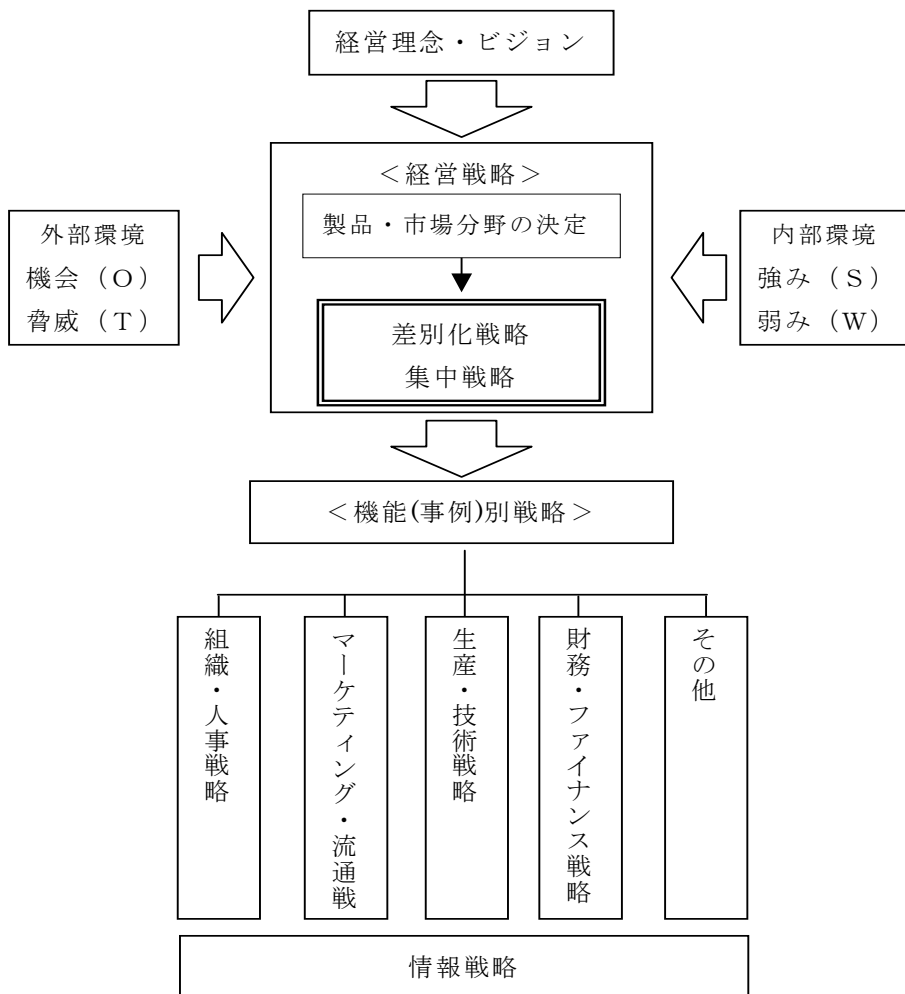 経営理念・ビジョン
＜経営戦略＞
製品・市場分野の決定
外部環境
機会（O）
脅威（T）
内部環境
強み（S）
弱み（W）
差別化戦略
集中戦略
＜機能(事例)別戦略＞
組織・人事戦略
マーケティング・流通戦
生産・技術戦略
財務・ファイナンス戦略
その他
情報戦略